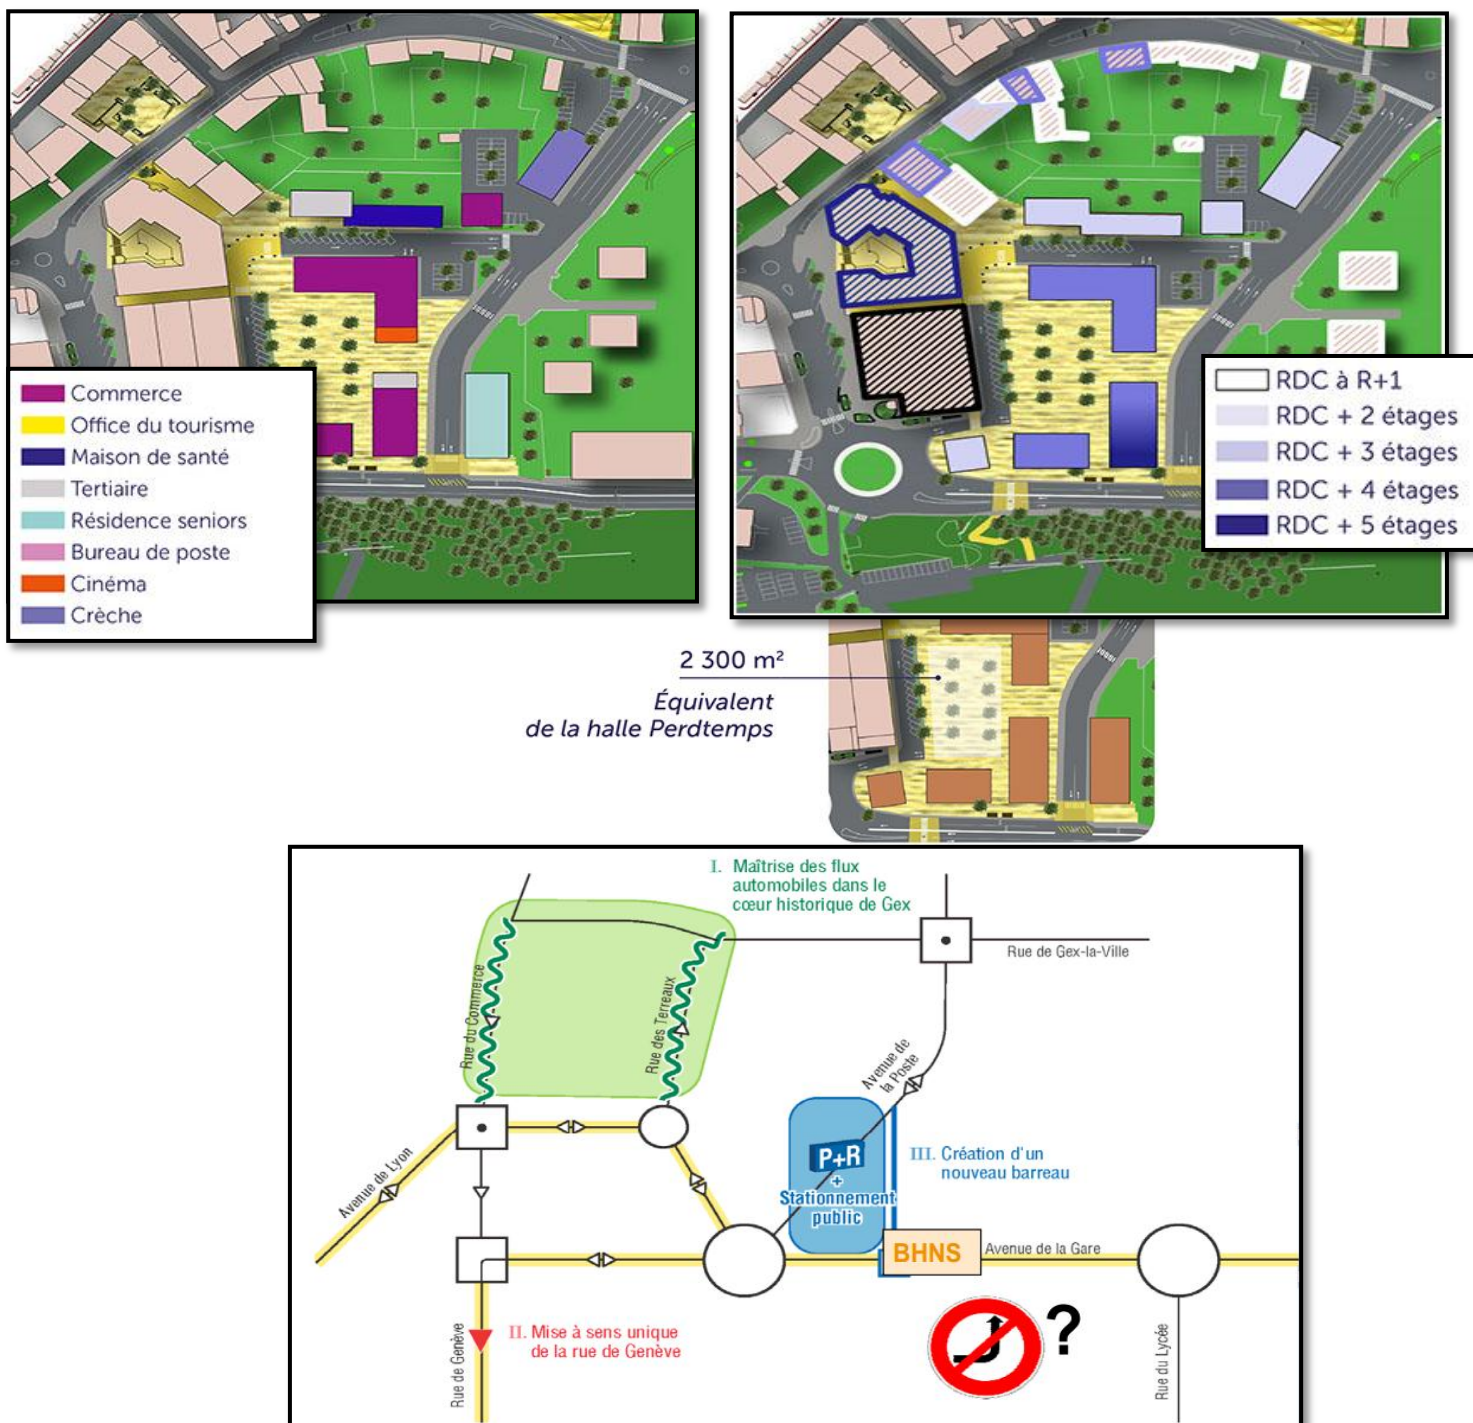 Commerce
Office du tourisme
Maison de santé
Tertiaire
Résidence seniors
Bureau de poste
Cinéma
Crèche
RDC à R+1
RDC + 2 étages
RDC + 3 étages
RDC + 4 étages
RDC + 5 étages
2 300 m²
Équivalent
de la halle Perdtemps
I. Maîtrise des flux
automobiles dans le
cœur historique de Gex
Rue de Gex-la-Ville
Rue du Commerce
Rue des Terreaux
Avenue de
la Poste
Avenue de Lyon
P+R
+
Stationnement
public
III. Création d'un
nouveau barreau
BHNS
Avenue de la Gare
II. Mise à sens unique
de la rue de Genève
Rue de Genève
?
Rue du Lycée